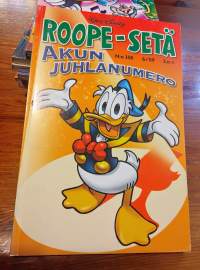 Walt Disney
ROOPE-SETÄ
AKUN
JUHLANUMERO